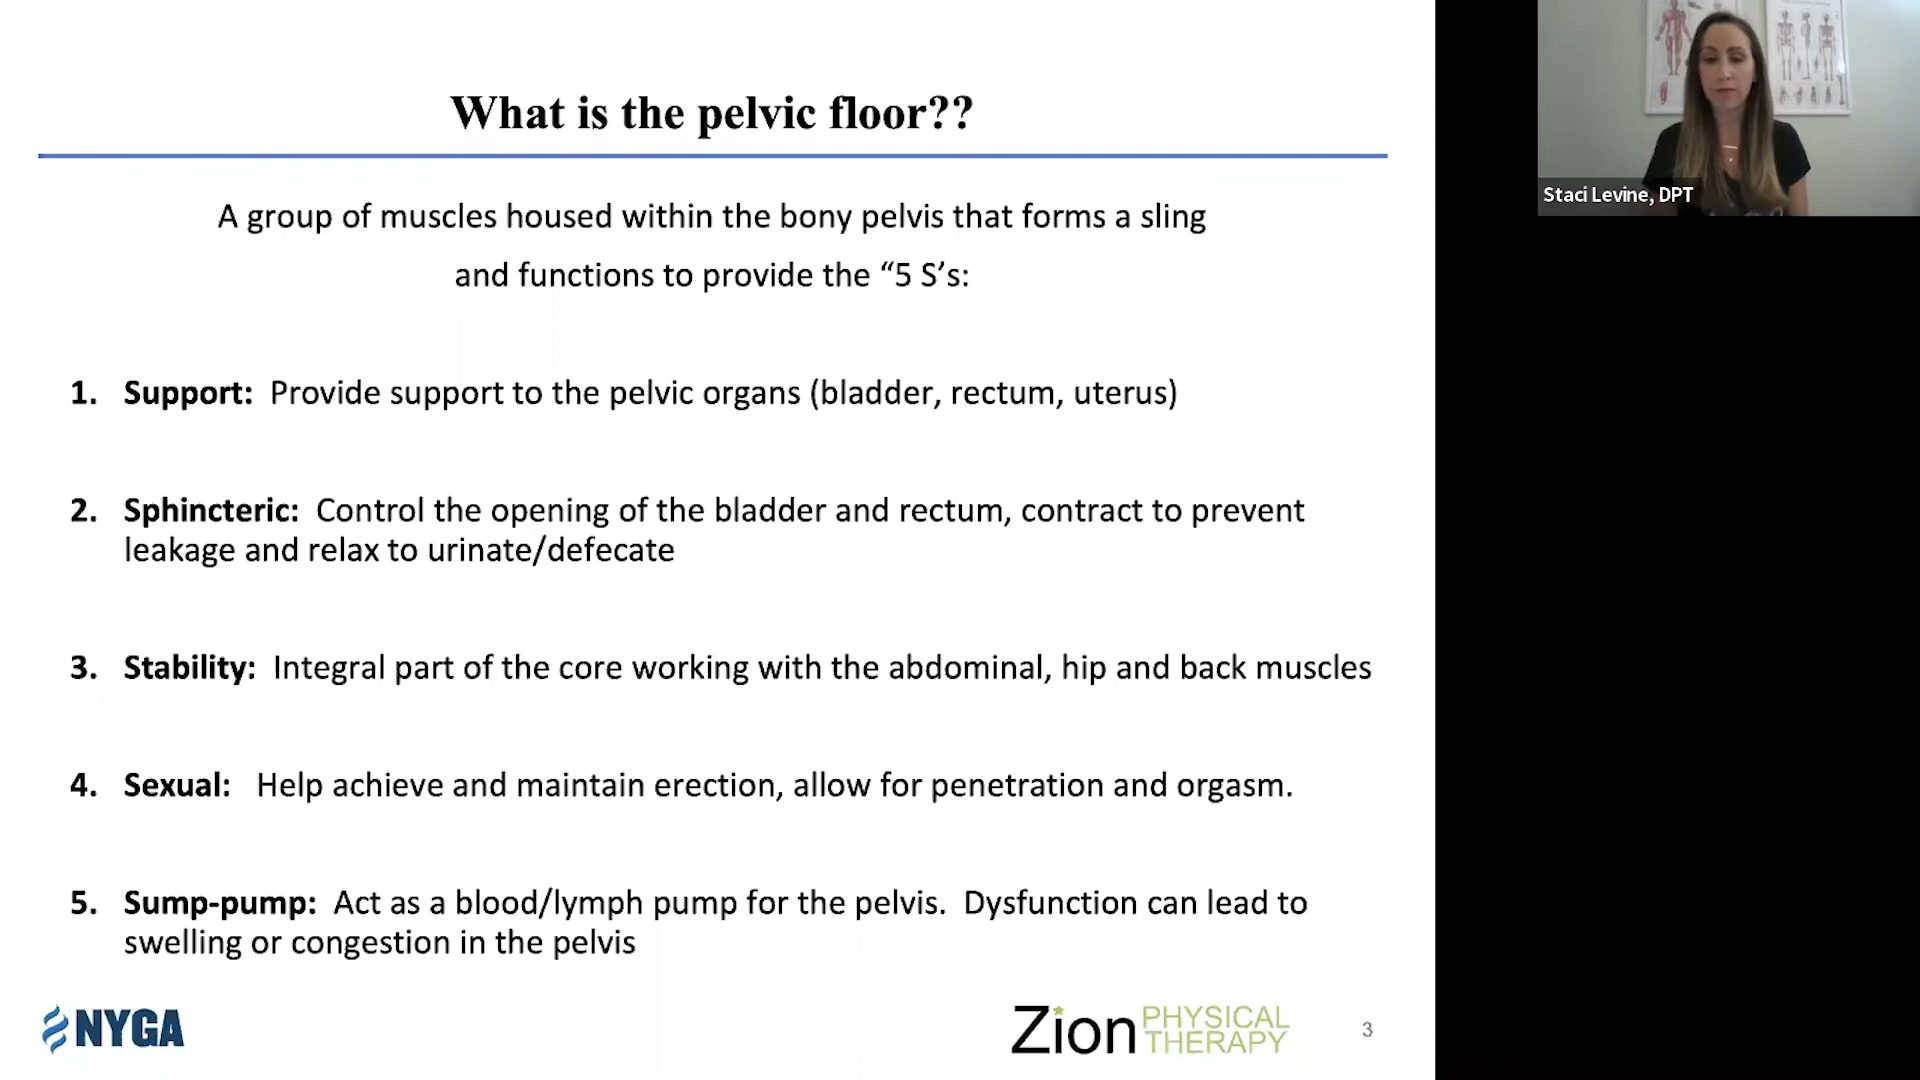 What is the pelvic floor??
A group of muscles housed within the bony pelvis that forms a sling
and functions to provide the “5 S’s:
1. Support: Provide support to the pelvic organs (bladder, rectum, uterus)
2. Sphincteric: Control the opening of the bladder and rectum, contract to prevent
leakage and relax to urinate/defecate
3. Stability: Integral part of the core working with the abdominal, hip and back muscles
4. Sexual: Help achieve and maintain erection, allow for penetration and orgasm.
5. Sump-pump: Act as a blood/lymph pump for the pelvis. Dysfunction can lead to
swelling or congestion in the pelvis
NYGA
Zion PHYSICAL
THERAPY
3
Staci Levine, DPT